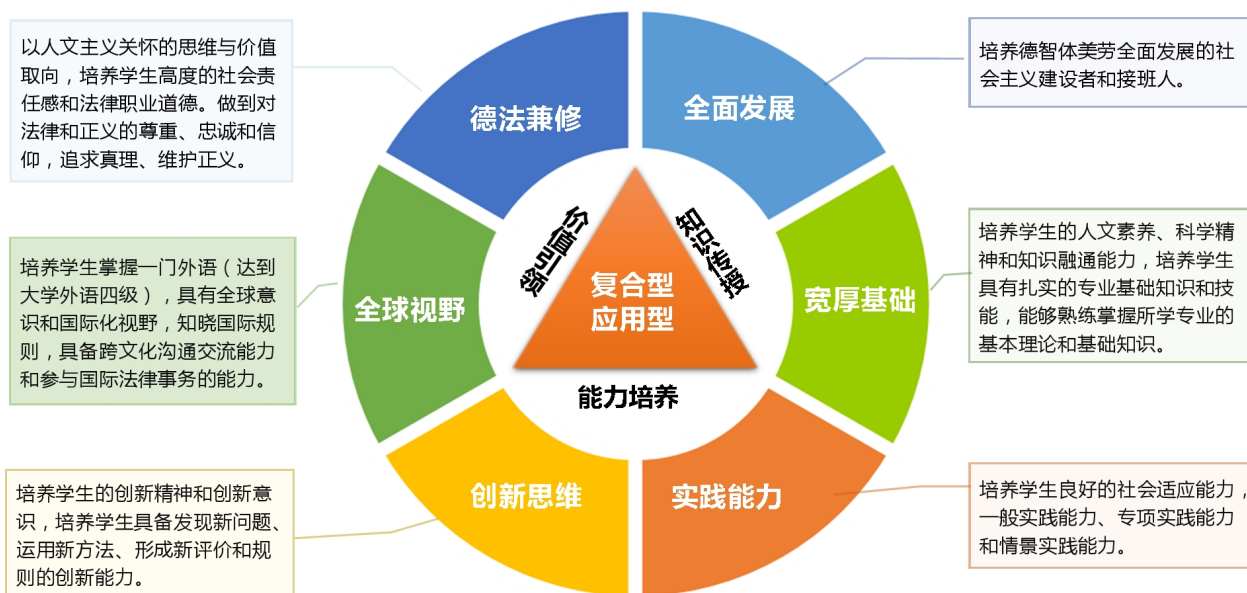 以人文主义关怀的思维与价值
取向，培养学生高度的社会责
任感和法律职业道德。做到对
法律和正义的尊重、忠诚和信
仰，追求真理、维护正义。
德法兼修
全面发展
培养德智体美劳全面发展的社
会主义建设者和接班人。
培养学生掌握一门外语（达到
大学外语四级），具有全球意
识和国际化视野，知晓国际规
则，具备跨文化沟通交流能力
和参与国际法律事务的能力。
全球视野
价值引领
知识传授
复合型
应用型
能力培养
宽厚基础
培养学生的人文素养、科学精
神和知识融通能力，培养学生
具有扎实的专业基础知识和技
能，能够熟练掌握所学专业的
基本理论和基础知识。
培养学生的创新精神和创新意
识，培养学生具备发现新问题、
运用新方法、形成新评价和规
则的创新能力。
创新思维
实践能力
培养学生良好的社会适应能力，
一般实践能力、专项实践能力
和情景实践能力。